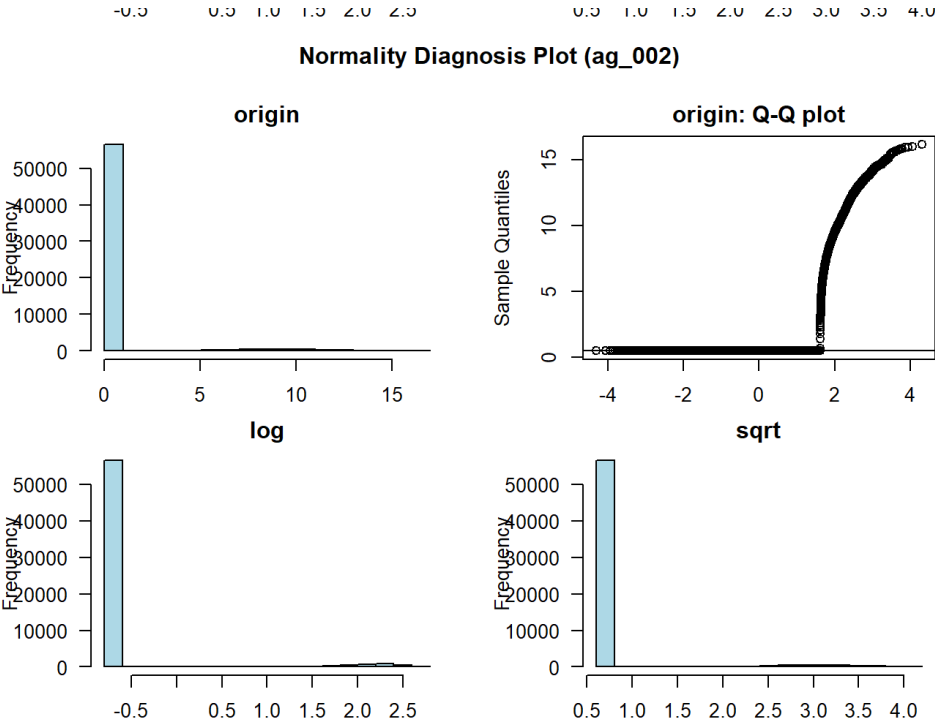 -0.5 0.5 1.0 1.5 2.0 2.5 0.5 1.0 1.5 2.0 2.5 3.0 3.5 4.0
Normality Diagnosis Plot (ag_002)
origin
Frequency
50000
40000
30000
20000
10000
0
0 5 10 15
origin: Q-Q plot
Sample Quantiles
15
10
5
0
-4 -2 0 2 4
log
Frequency
50000
40000
30000
20000
10000
0
-0.5 0.5 1.0 1.5 2.0 2.5
sqrt
Frequency
50000
40000
30000
20000
10000
0
0.5 1.0 1.5 2.0 2.5 3.0 3.5 4.0